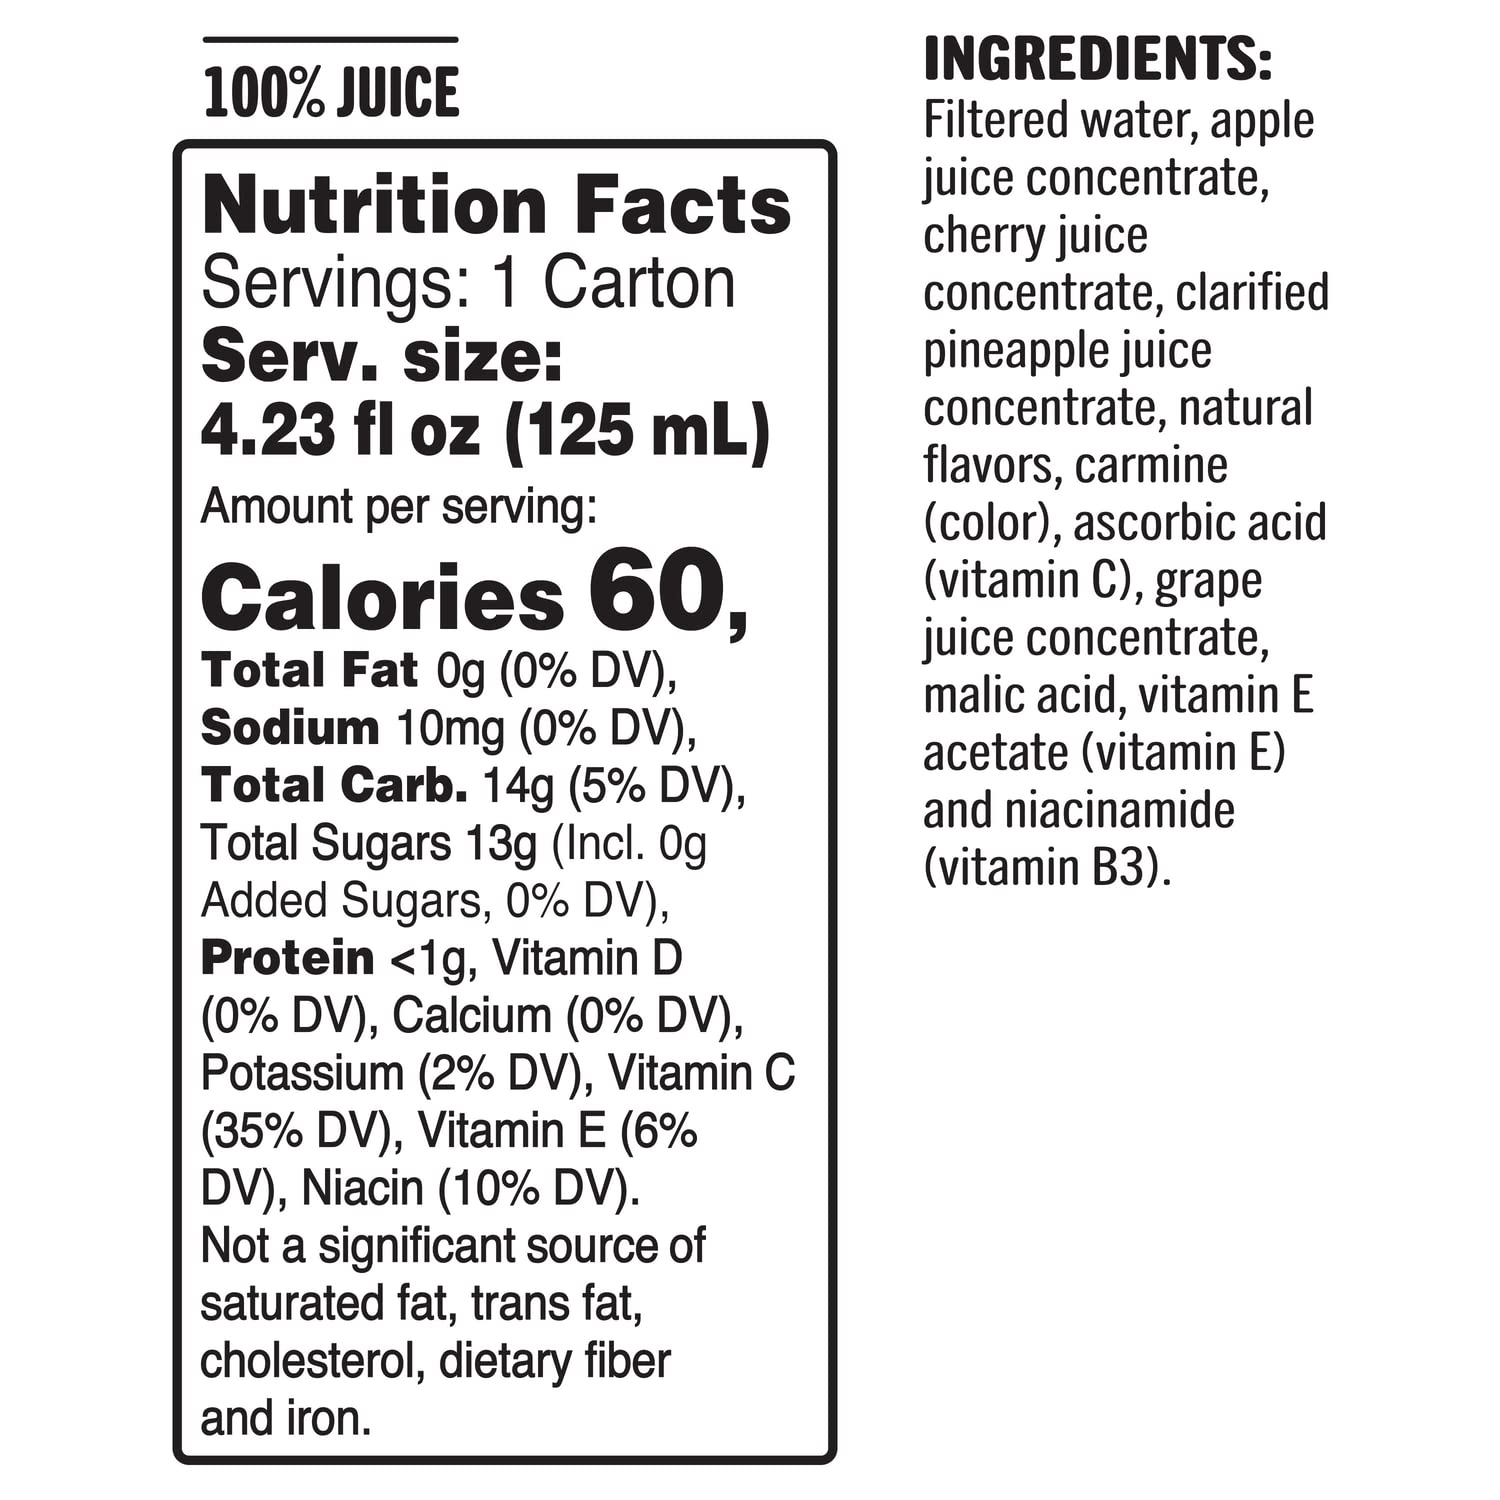 100% JUICE
Nutrition Facts
Servings: 1 Carton
Serv. size:
4.23 fl oz (125 mL)
Amount per serving:
Calories 60,
Total Fat 0g (0% DV),
Sodium 10mg (0% DV),
Total Carb. 14g (5% DV),
Total Sugars 13g (Incl. 0g
Added Sugars, 0% DV),
Protein <1g, Vitamin D
(0% DV), Calcium (0% DV),
Potassium (2% DV), Vitamin C
(35% DV), Vitamin E (6%
DV), Niacin (10% DV).
Not a significant source of
saturated fat, trans fat,
cholesterol, dietary fiber
and iron.
INGREDIENTS:
Filtered water, apple
juice concentrate,
cherry juice
concentrate, clarified
pineapple juice
concentrate, natural
flavors, carmine
(color), ascorbic acid
(vitamin C), grape
juice concentrate,
malic acid, vitamin E
acetate (vitamin E)
and niacinamide
(vitamin B3).